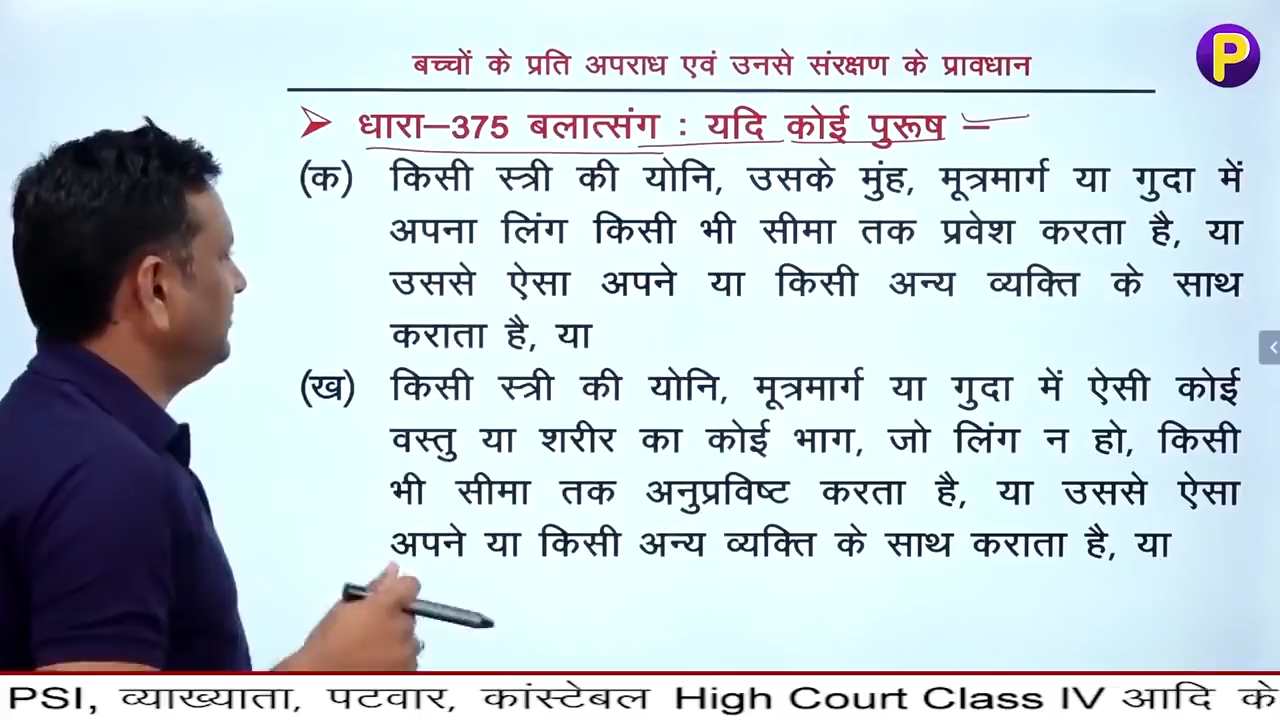 बच्चों के प्रति अपराध एवं उनसे संरक्षण के प्रावधान
P
➢ धारा–375 बलात्संग : यदि कोई पुरूष –
(क) किसी स्त्री की योनि, उसके मुंह, मूत्रमार्ग या गुदा में
अपना लिंग किसी भी सीमा तक प्रवेश करता है, या
उससे ऐसा अपने या किसी अन्य व्यक्ति के साथ
कराता है, या
(ख) किसी स्त्री की योनि, मूत्रमार्ग या गुदा में ऐसी कोई
वस्तु या शरीर का कोई भाग, जो लिंग न हो, किसी
भी सीमा तक अनुप्रविष्ट करता है, या उससे ऐसा
अपने या किसी अन्य व्यक्ति के साथ कराता है, या
PSI, व्याख्याता, पटवार, कांस्टेबल High Court Class IV आदि के